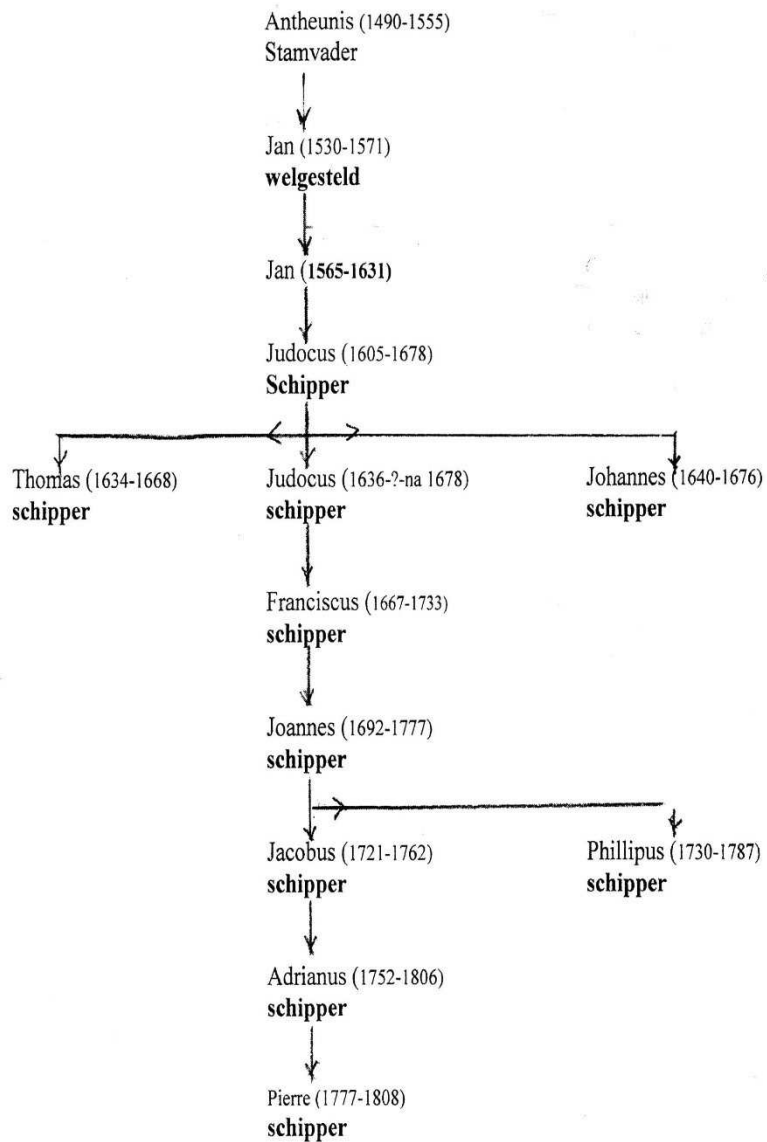 Antheunis (1490-1555)
Stamvader
Jan (1530-1571)
welgesteld
Jan (1565-1631)
Judocus (1605-1678)
Schipper
Thomas (1634-1668)
schipper
Judocus (1636-?-na 1678)
schipper
Johannes (1640-1676)
schipper
Franciscus (1667-1733)
schipper
Joannes (1692-1777)
schipper
Jacobus (1721-1762)
schipper
Phillipus (1730-1787)
schipper
Adrianus (1752-1806)
schipper
Pierre (1777-1808)
schipper